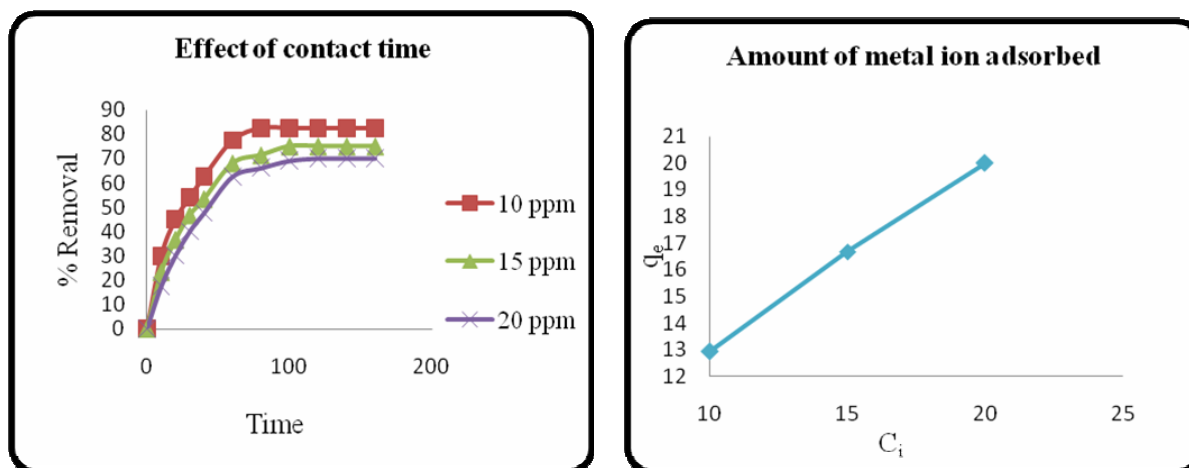 Effect of contact time
90
80
70
60
50
40
30
20
10
0
% Removal
0 100 200
Time
10 ppm
15 ppm
20 ppm
Amount of metal ion adsorbed
21
20
19
18
17
16
15
14
13
12
qe
10 15 20 25
Ci